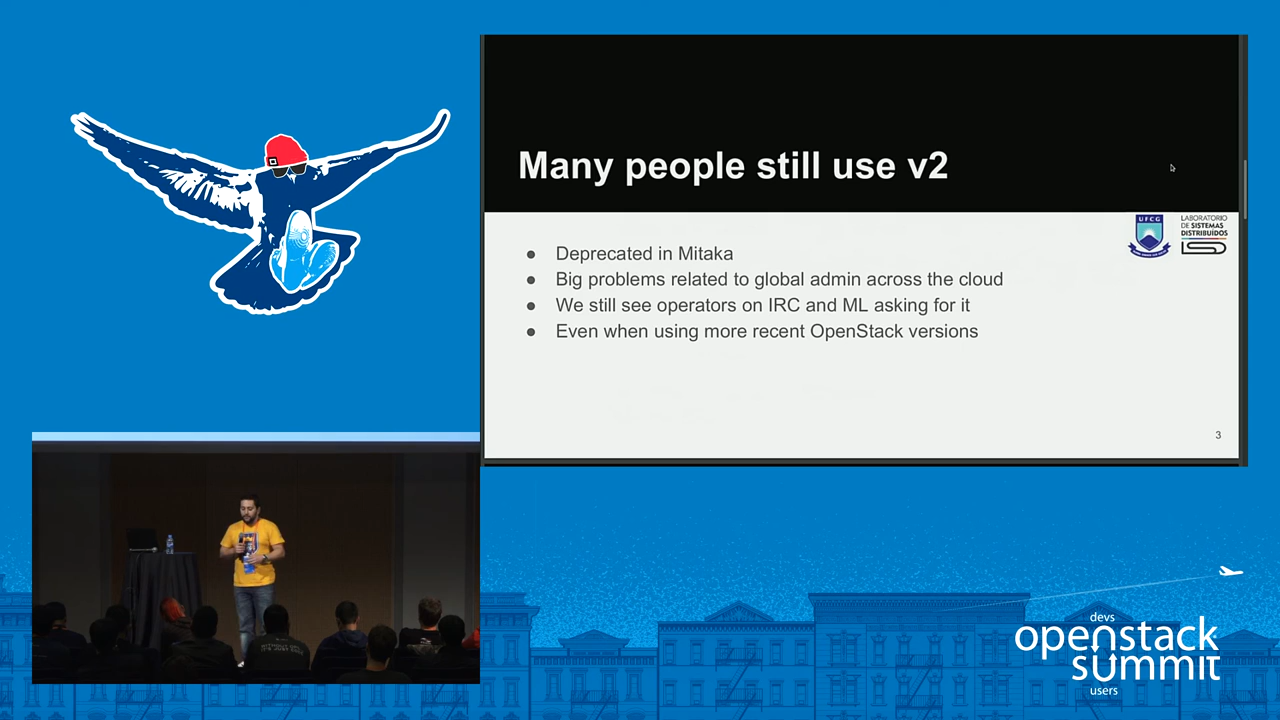 Many people still use v2
UFCG
LABORATORIO
DE SISTEMAS
DISTRIBUÍDOS
● Deprecated in Mitaka
● Big problems related to global admin across the cloud
● We still see operators on IRC and ML asking for it
● Even when using more recent OpenStack versions
3
devs
openstack
summit
users